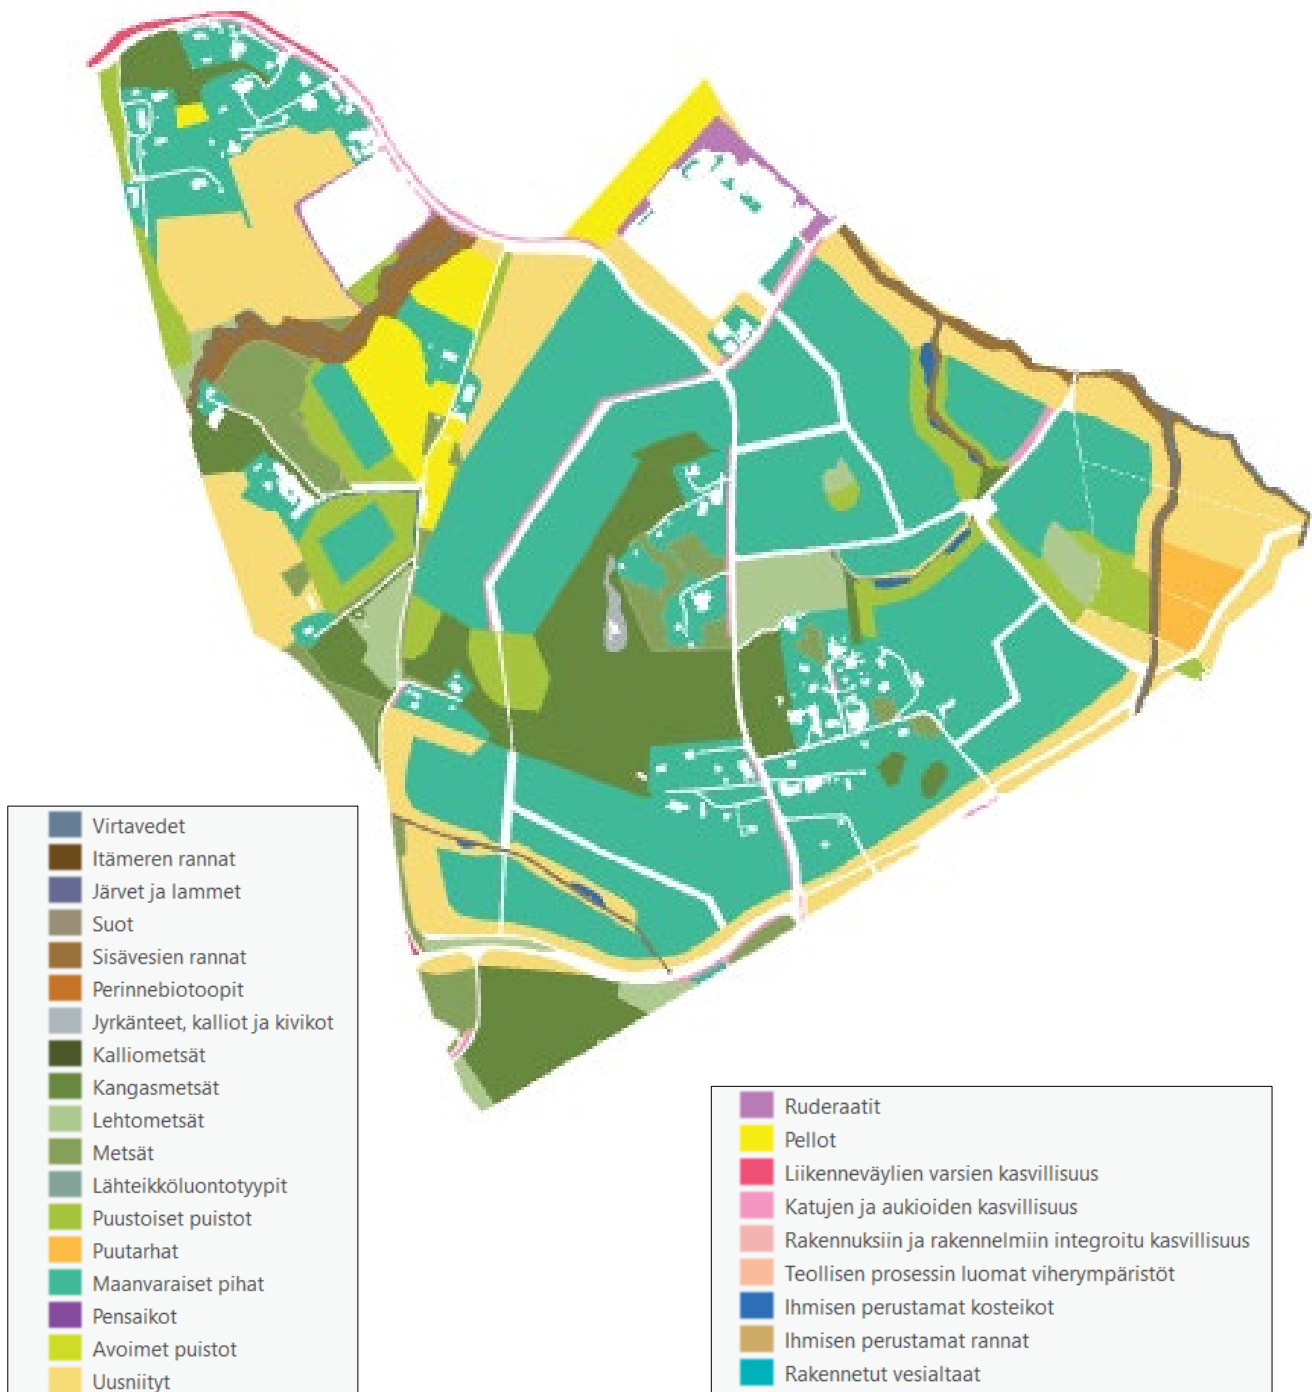 Virtavedet
Itämeren rannat
Järvet ja lammet
Suot
Sisävesien rannat
Perinnebiotoopit
Jyrkänteet, kalliot ja kivikot
Kalliometsät
Kangasmetsät
Lehtometsät
Metsät
Lähteikköluontotyypit
Puustoiset puistot
Puutarhat
Maanvaraiset pihat
Pensaikot
Avoimet puistot
Uusniityt
Ruderaatit
Pellot
Liikenneväylien varsien kasvillisuus
Katujen ja aukioiden kasvillisuus
Rakennuksiin ja rakennelmiin integroitu kasvillisuus
Teollisen prosessin luomat viherympäristöt
Ihmisen perustamat kosteikot
Ihmisen perustamat rannat
Rakennetut vesialtaat